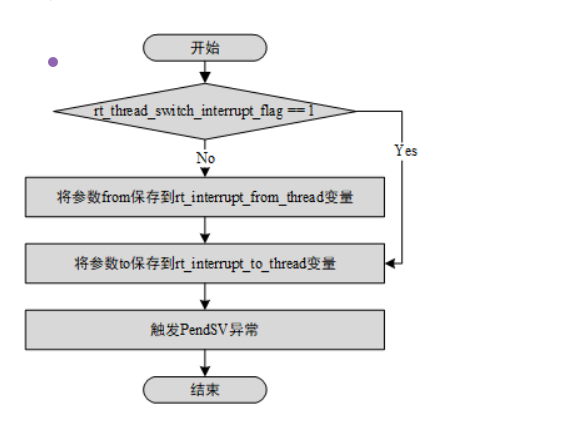 开始
rt_thread_switch_interrupt_flag == 1
Yes
No
将参数from保存到rt_interrupt_from_thread变量
将参数to保存到rt_interrupt_to_thread变量
触发PendSV异常
结束